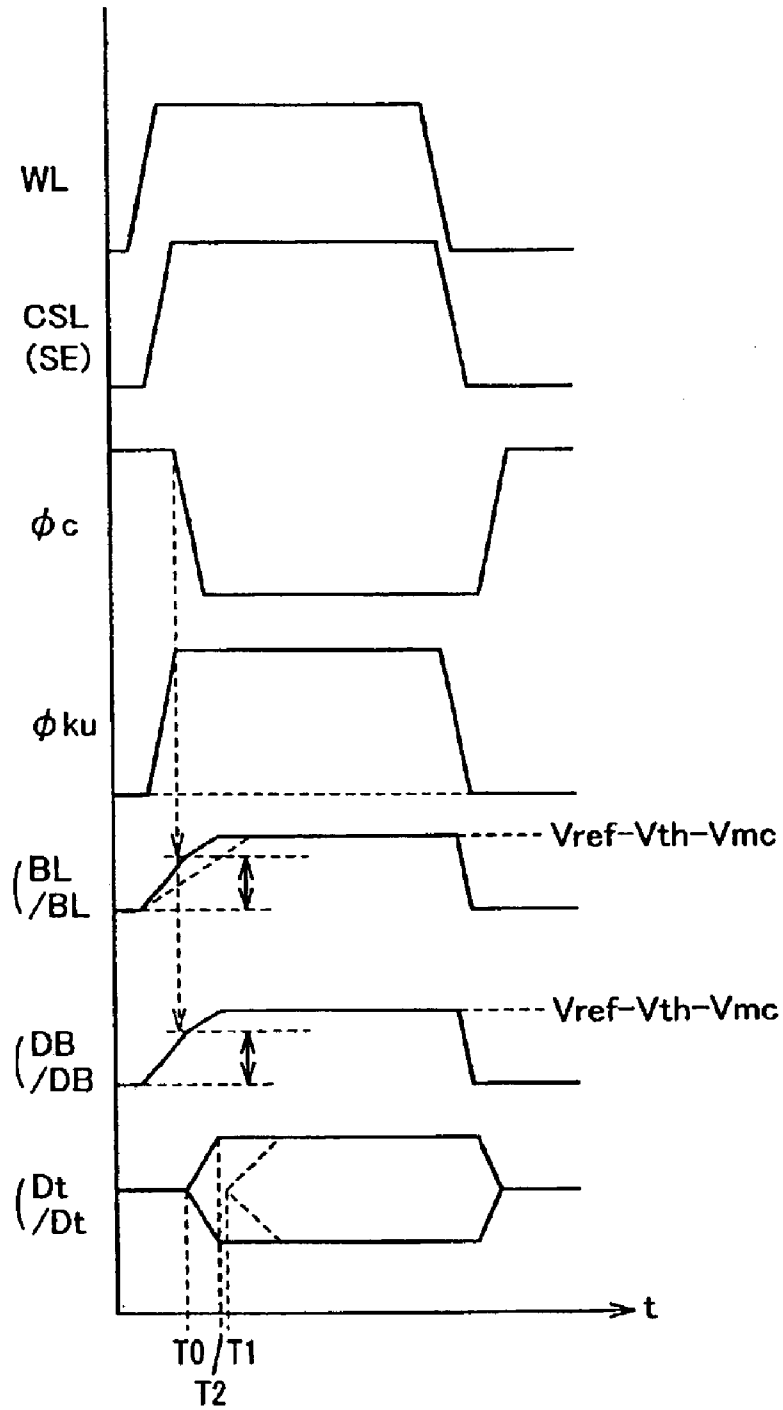 WL
CSL
(SE)
ϕc
ϕku
(BL
/BL
Vref-Vth-Vmc
(DB
/DB
Vref-Vth-Vmc
(Dt
/Dt
t
T0 / T1
T2